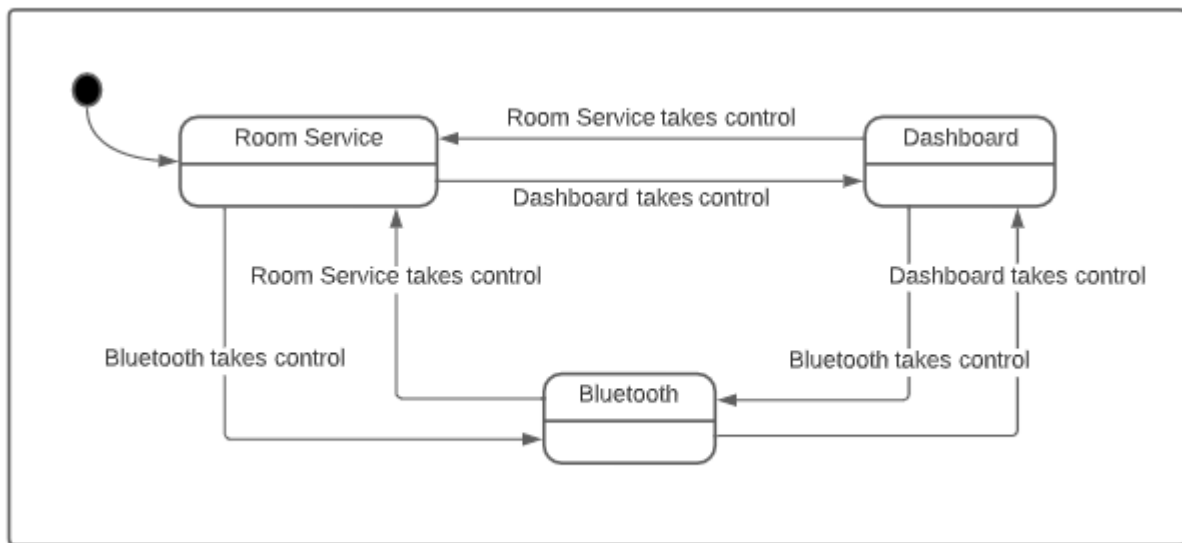 Room Service takes control
Room Service
Dashboard
Dashboard takes control
Room Service takes control
Dashboard takes control
Bluetooth takes control
Bluetooth takes control
Bluetooth